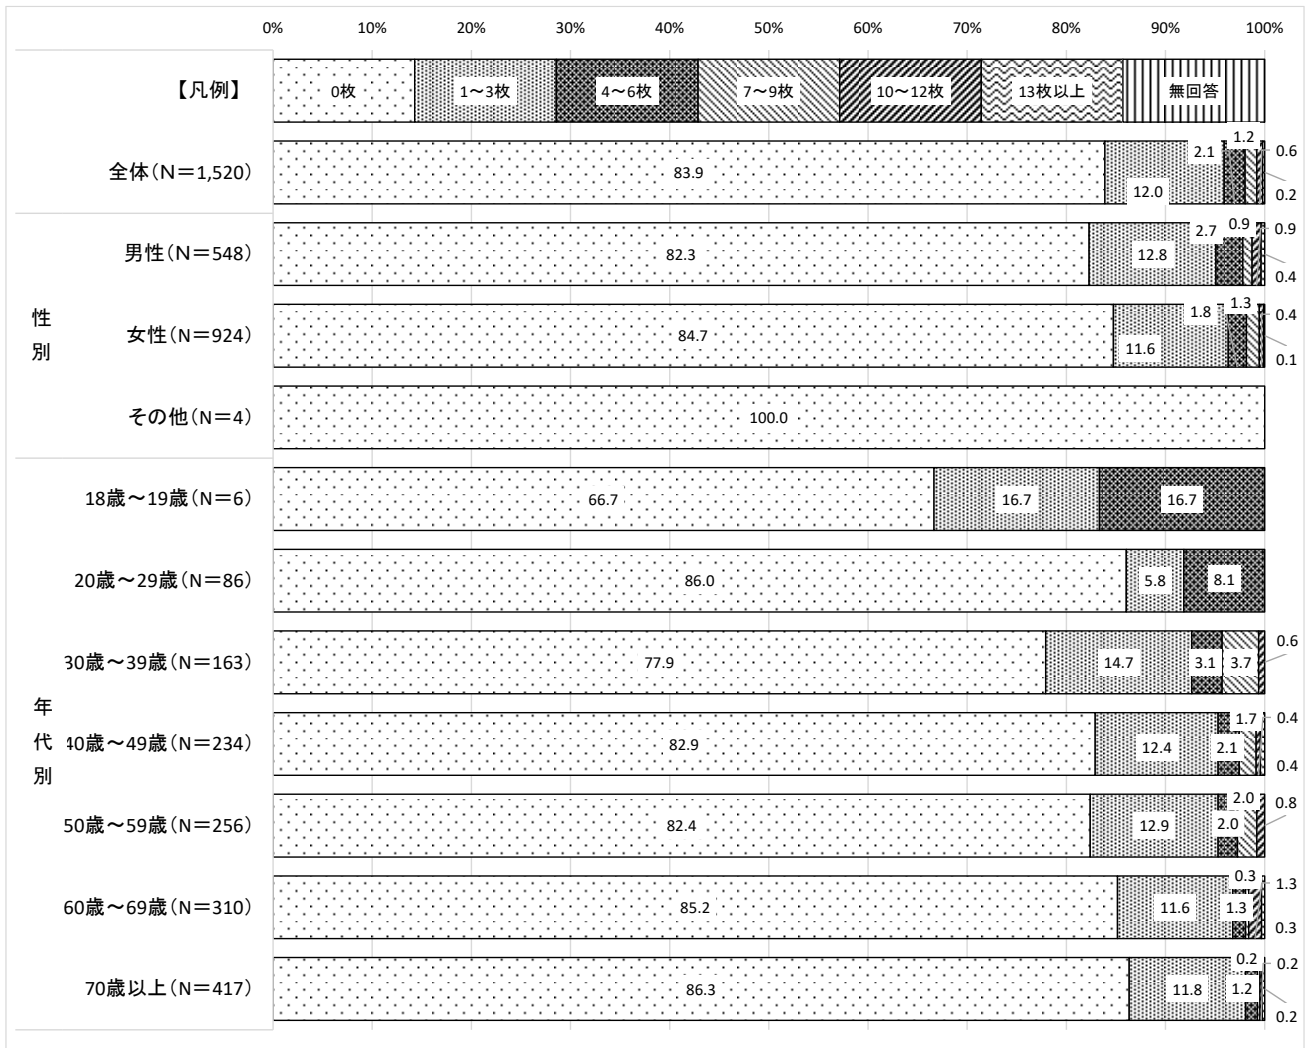 0% 10% 20% 30% 40% 50% 60% 70% 80% 90% 100%
【凡例】 0枚 1～3枚 4～6枚 7～9枚 10～12枚 13枚以上 無回答
全体(N＝1,520) 83.9 12.0 2.1 1.2 0.6 0.2
性別
男性(N＝548) 82.3 12.8 2.7 0.9 0.9 0.4
女性(N＝924) 84.7 11.6 1.8 1.3 0.4 0.1
その他(N＝4) 100.0
年代別
18歳～19歳(N＝6) 66.7 16.7 16.7
20歳～29歳(N＝86) 86.0 5.8 8.1
30歳～39歳(N＝163) 77.9 14.7 3.1 3.7 0.6
40歳～49歳(N＝234) 82.9 12.4 2.1 1.7 0.4 0.4
50歳～59歳(N＝256) 82.4 12.9 2.0 2.0 0.8
60歳～69歳(N＝310) 85.2 11.6 1.3 0.3 1.3 0.3
70歳以上(N＝417) 86.3 11.8 1.2 0.2 0.2 0.2